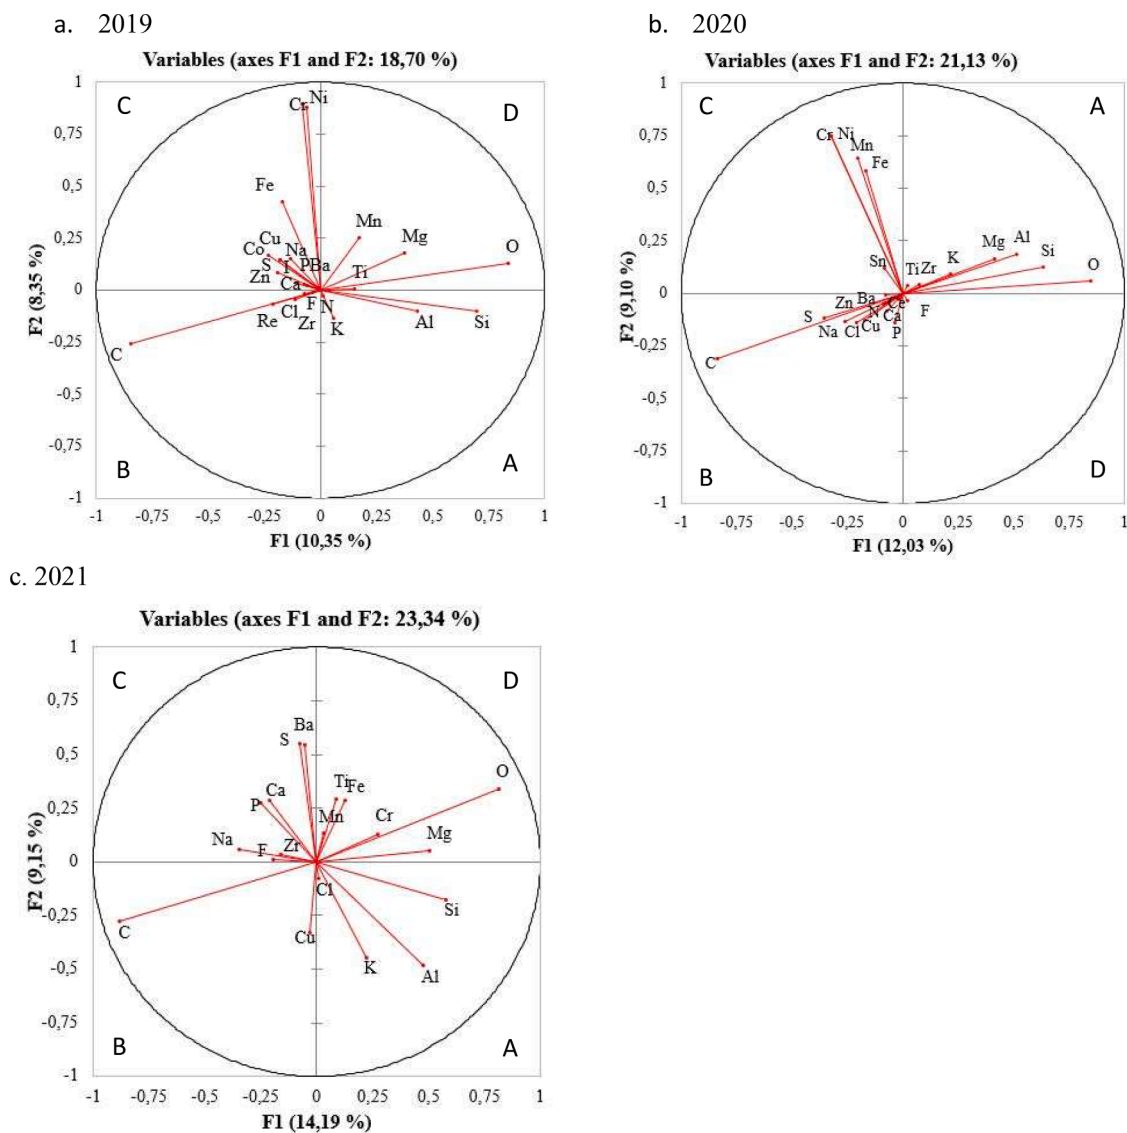 a. 2019
Variables (axes F1 and F2: 18,70 %)
1
0,75
0,5
0,25
0
-0,25
-0,5
-0,75
-1
F2 (8,35 %)
C
D
B
A
Cr
Ni
Fe
Mn
Mg
O
Cu
Co
Na
S
I
P
Ba
Ti
Zn
Ca
F
N
Cl
Re
Zr
K
Al
Si
C
-1
-0,75
-0,5
-0,25
0
0,25
0,5
0,75
1
F1 (10,35 %)
b. 2020
Variables (axes F1 and F2: 21,13 %)
1
0,75
0,5
0,25
0
-0,25
-0,5
-0,75
-1
F2 (9,10 %)
C
A
B
D
Cr
Ni
Mn
Fe
Sn
Ti
Zr
K
Mg
Al
Si
O
Ba
Zn
Ce
N
F
S
Ca
Na
Cl
Cu
P
C
-1
-0,75
-0,5
-0,25
0
0,25
0,5
0,75
1
F1 (12,03 %)
c. 2021
Variables (axes F1 and F2: 23,34 %)
1
0,75
0,5
0,25
0
-0,25
-0,5
-0,75
-1
F2 (9,15 %)
C
D
B
A
Ba
S
O
Ca
Ti
Fe
P
Mn
Cr
Na
F
Zr
Mg
Cl
Si
C
Cu
K
Al
-1
-0,75
-0,5
-0,25
0
0,25
0,5
0,75
1
F1 (14,19 %)